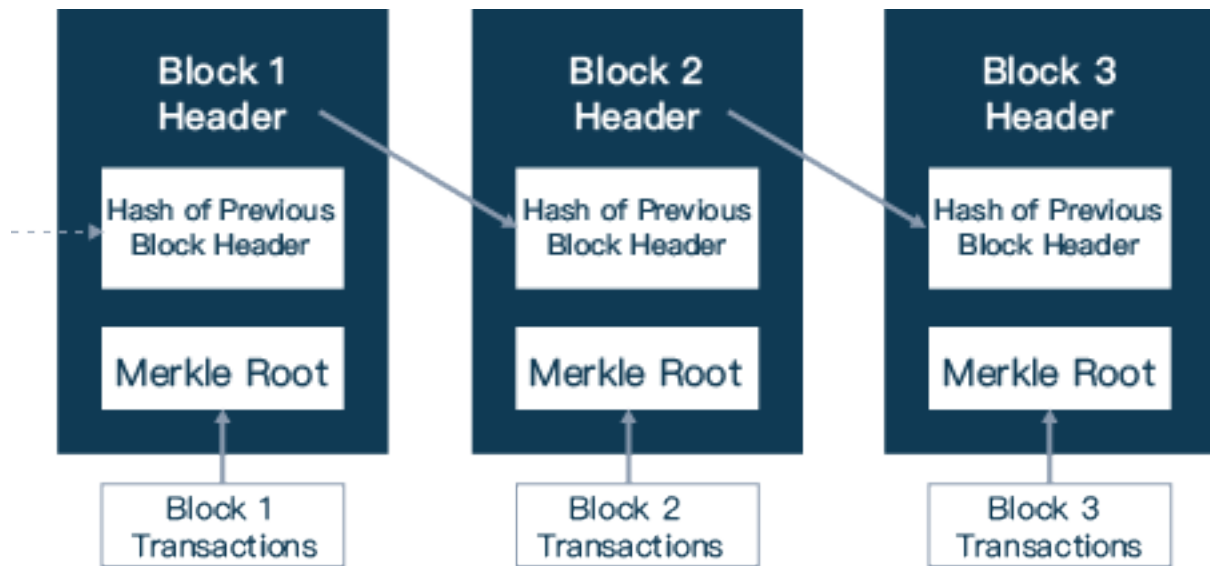 Block 1
Header
Hash of Previous
Block Header
Merkle Root
Block 1
Transactions
Block 2
Header
Hash of Previous
Block Header
Merkle Root
Block 2
Transactions
Block 3
Header
Hash of Previous
Block Header
Merkle Root
Block 3
Transactions